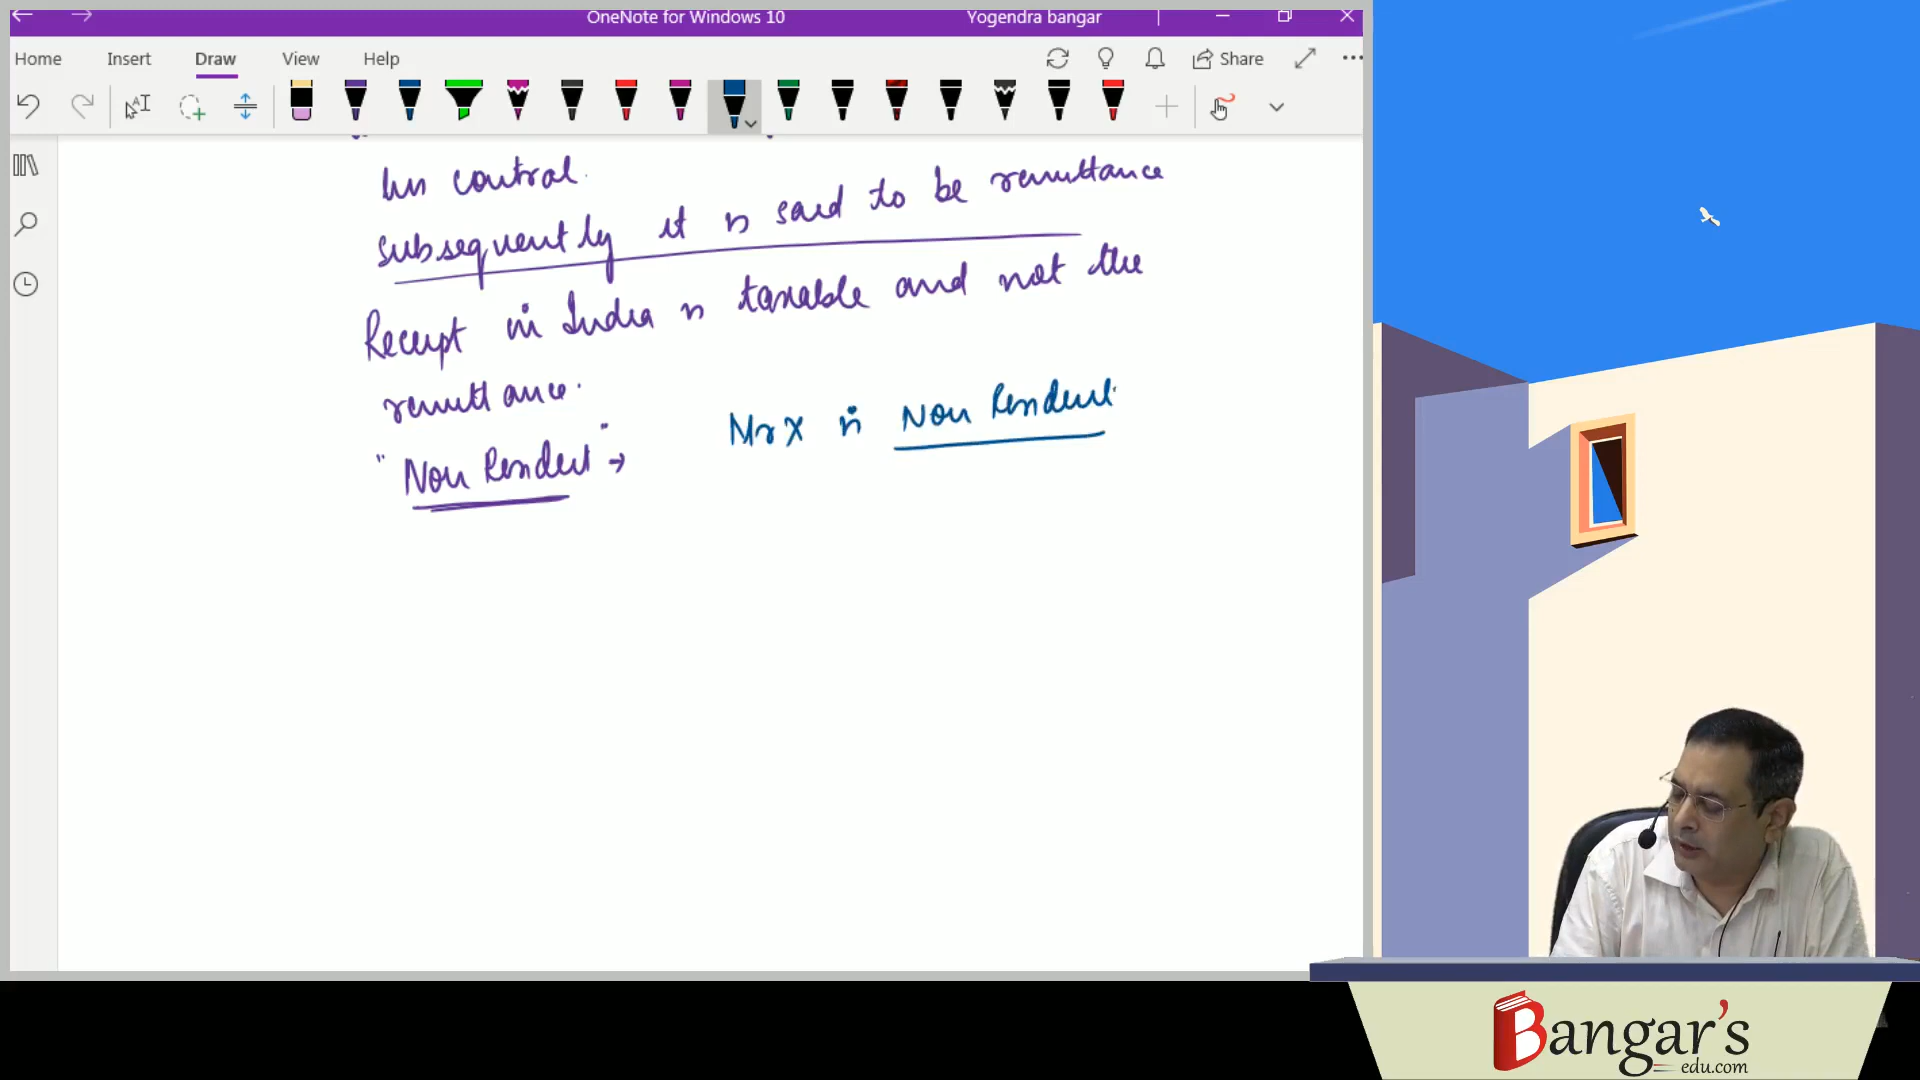 OneNote for Windows 10
Yogendra bangar
Home Insert Draw View Help
Share
his control.
subsequently it is said to be remittance
Receipt in India is taxable and not the
remittance.
"Non Resident" →
Mr X is Non Resident.
Bangar's
edu.com